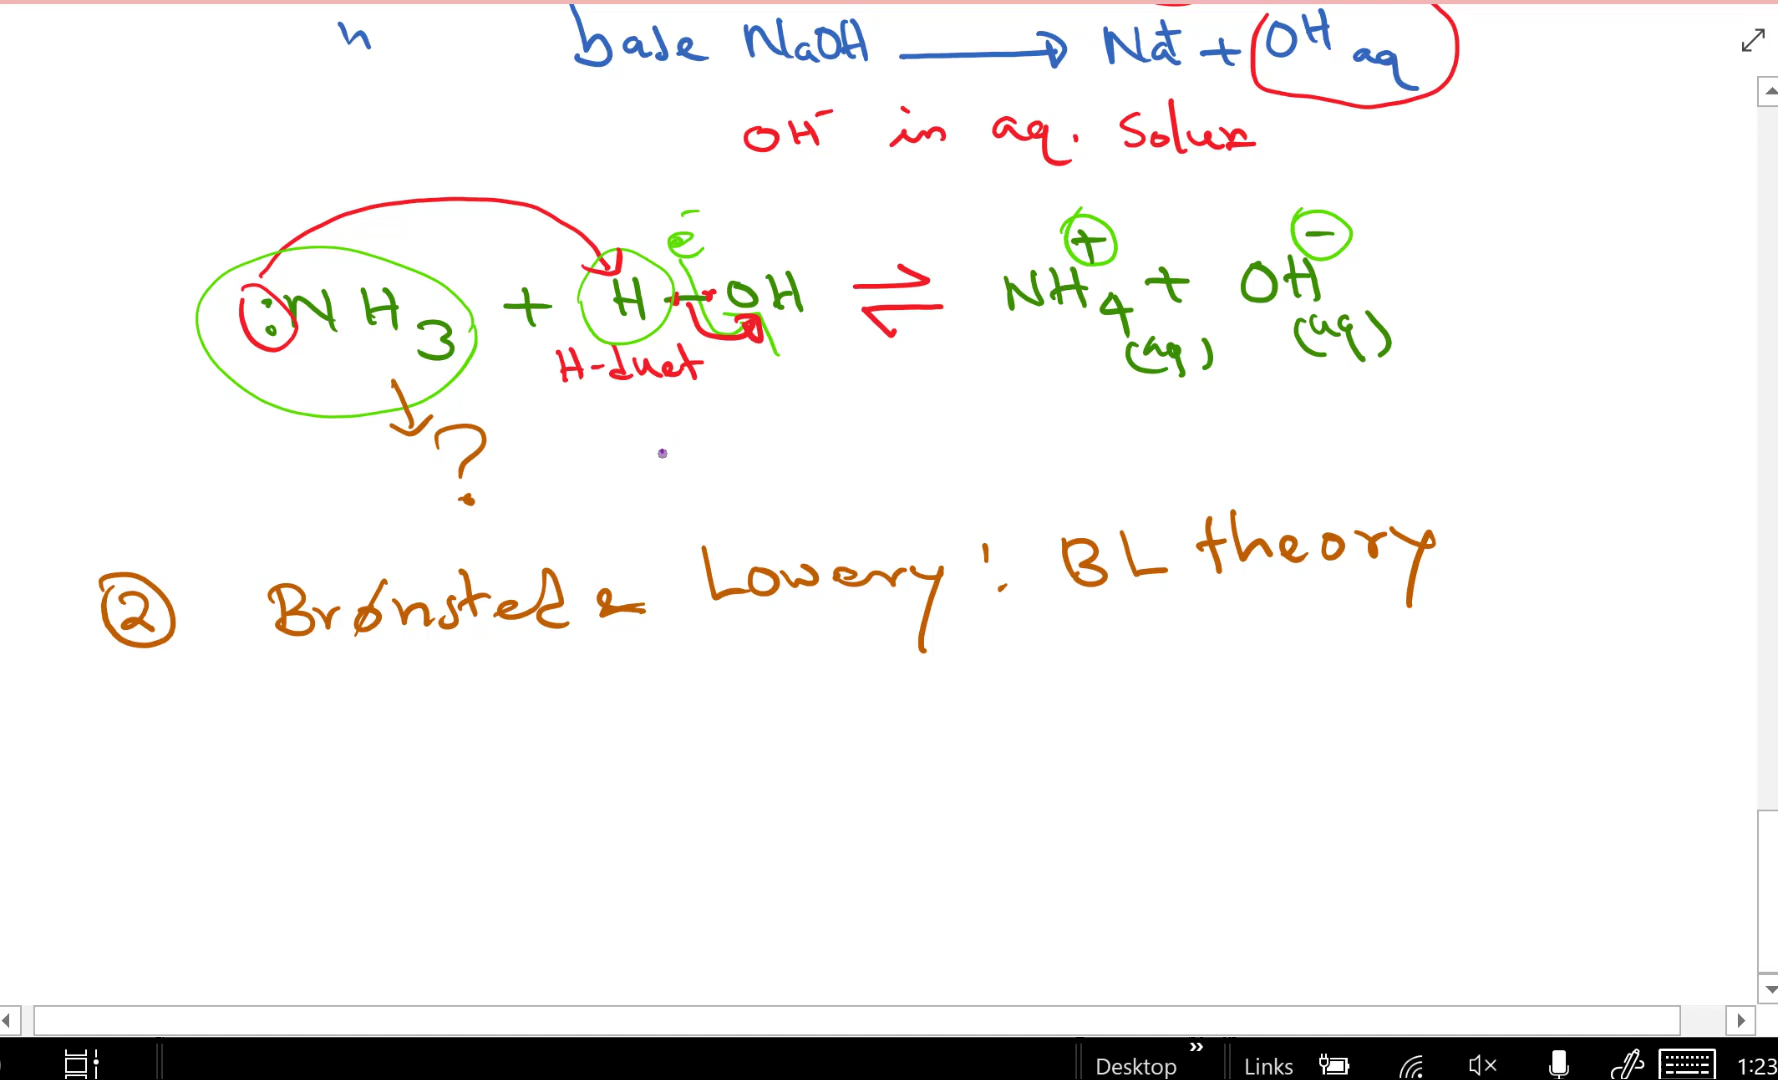 " base NaOH ⟶ Na⁺ + OH aq
OH⁻ in aq. Solun
e⁻
:NH₃ + H - OH ⇌ NH₄⁺ (aq) + OH⁻ (aq)
H-duet
?
② Brønsted & Lowery : BL theory
Desktop » Links 1:23